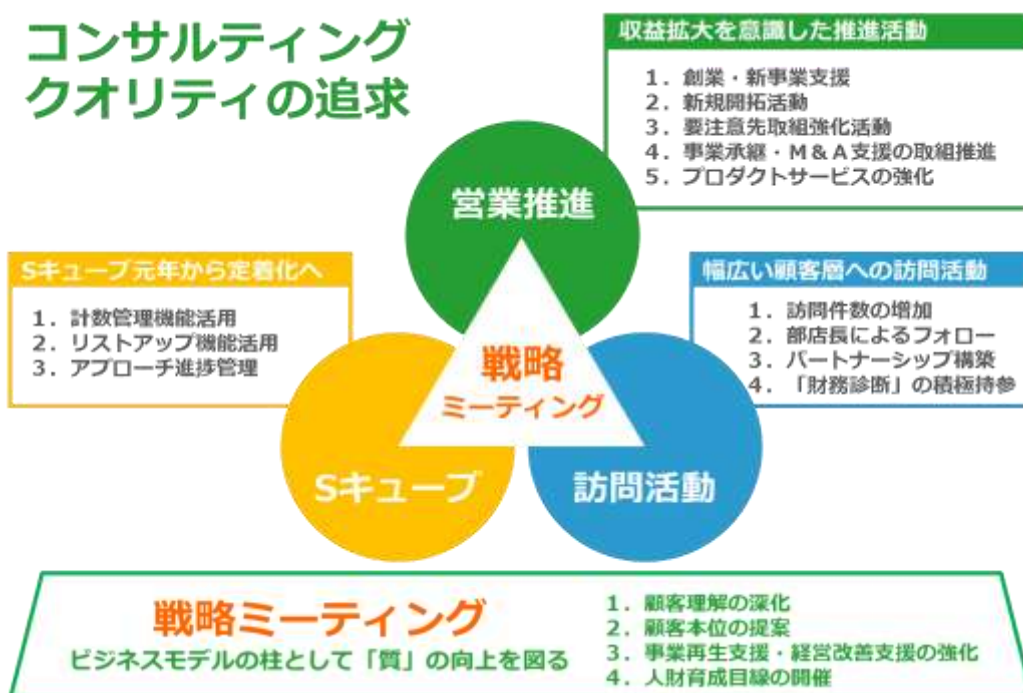 コンサルティング
クオリティの追求
収益拡大を意識した推進活動
1．創業・新事業支援
2．新規開拓活動
3．要注意先取組強化活動
4．事業承継・M＆A支援の取組推進
5．プロダクトサービスの強化
営業推進
Sキューブ元年から定着化へ
1．計数管理機能活用
2．リストアップ機能活用
3．アプローチ進捗管理
幅広い顧客層への訪問活動
1．訪問件数の増加
2．部店長によるフォロー
3．パートナーシップ構築
4．「財務診断」の積極持参
戦略
ミーティング
Sキューブ
訪問活動
戦略ミーティング
ビジネスモデルの柱として「質」の向上を図る
1．顧客理解の深化
2．顧客本位の提案
3．事業再生支援・経営改善支援の強化
4．人財育成目線の開催